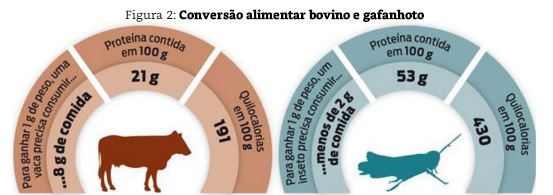 Figura 2: Conversão alimentar bovino e gafanhoto
Para ganhar 1 g de peso, uma
vaca precisa consumir...
...8 g de comida
Proteína contida
em 100 g
21 g
Quilocalorias
em 100 g
191
Para ganhar 1 g de peso, um
inseto precisa consumir...
...menos de 2 g
de comida
Proteína contida
em 100 g
53 g
Quilocalorias
em 100 g
430